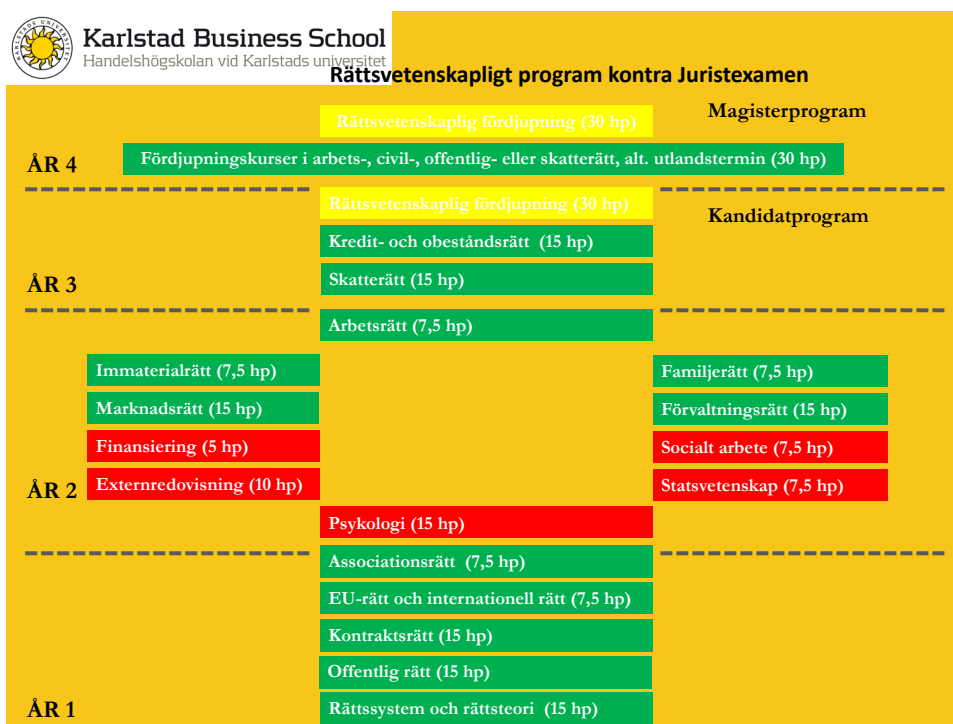 KARLSTADS UNIVERSITET
Karlstad Business School
Handelshögskolan vid Karlstads universitet
Rättsvetenskapligt program kontra Juristexamen
Magisterprogram
Rättsvetenskaplig fördjupning (30 hp)
ÅR 4
Fördjupningskurser i arbets-, civil-, offentlig- eller skatterätt, alt. utlandstermin (30 hp)
Rättsvetenskaplig fördjupning (30 hp)
Kandidatprogram
Kredit- och obeståndsrätt (15 hp)
Skatterätt (15 hp)
ÅR 3
Arbetsrätt (7,5 hp)
Immaterialrätt (7,5 hp)
Familjerätt (7,5 hp)
Marknadsrätt (15 hp)
Förvaltningsrätt (15 hp)
Finansiering (5 hp)
Socialt arbete (7,5 hp)
ÅR 2
Externredovisning (10 hp)
Statsvetenskap (7,5 hp)
Psykologi (15 hp)
Associationsrätt (7,5 hp)
EU-rätt och internationell rätt (7,5 hp)
Kontraktsrätt (15 hp)
Offentlig rätt (15 hp)
ÅR 1
Rättssystem och rättsteori (15 hp)